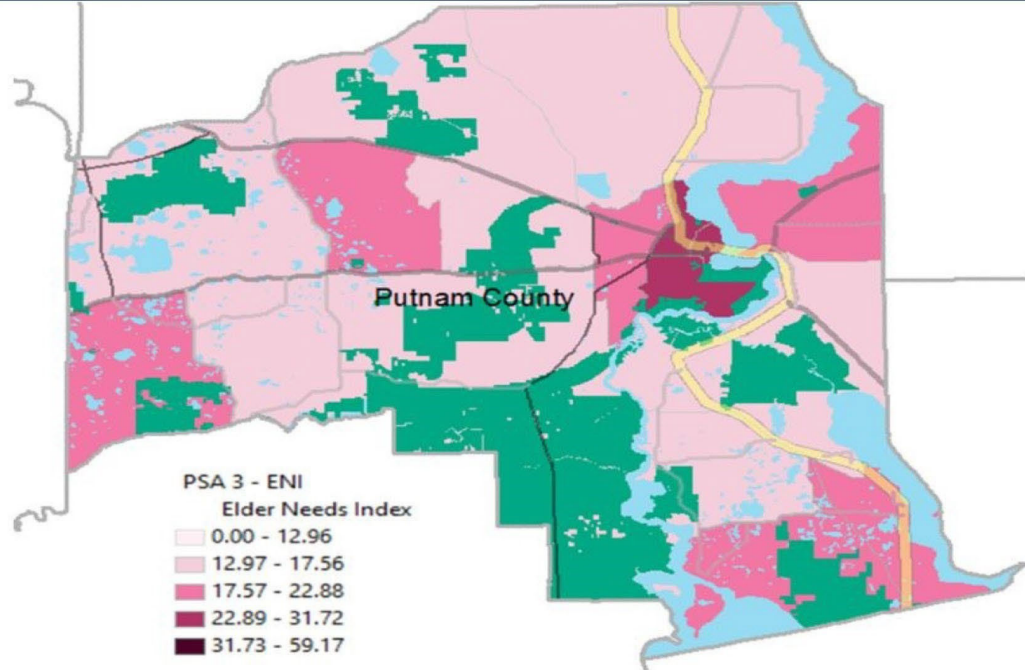 Putnam County
PSA 3 - ENI
Elder Needs Index
0.00 - 12.96
12.97 - 17.56
17.57 - 22.88
22.89 - 31.72
31.73 - 59.17